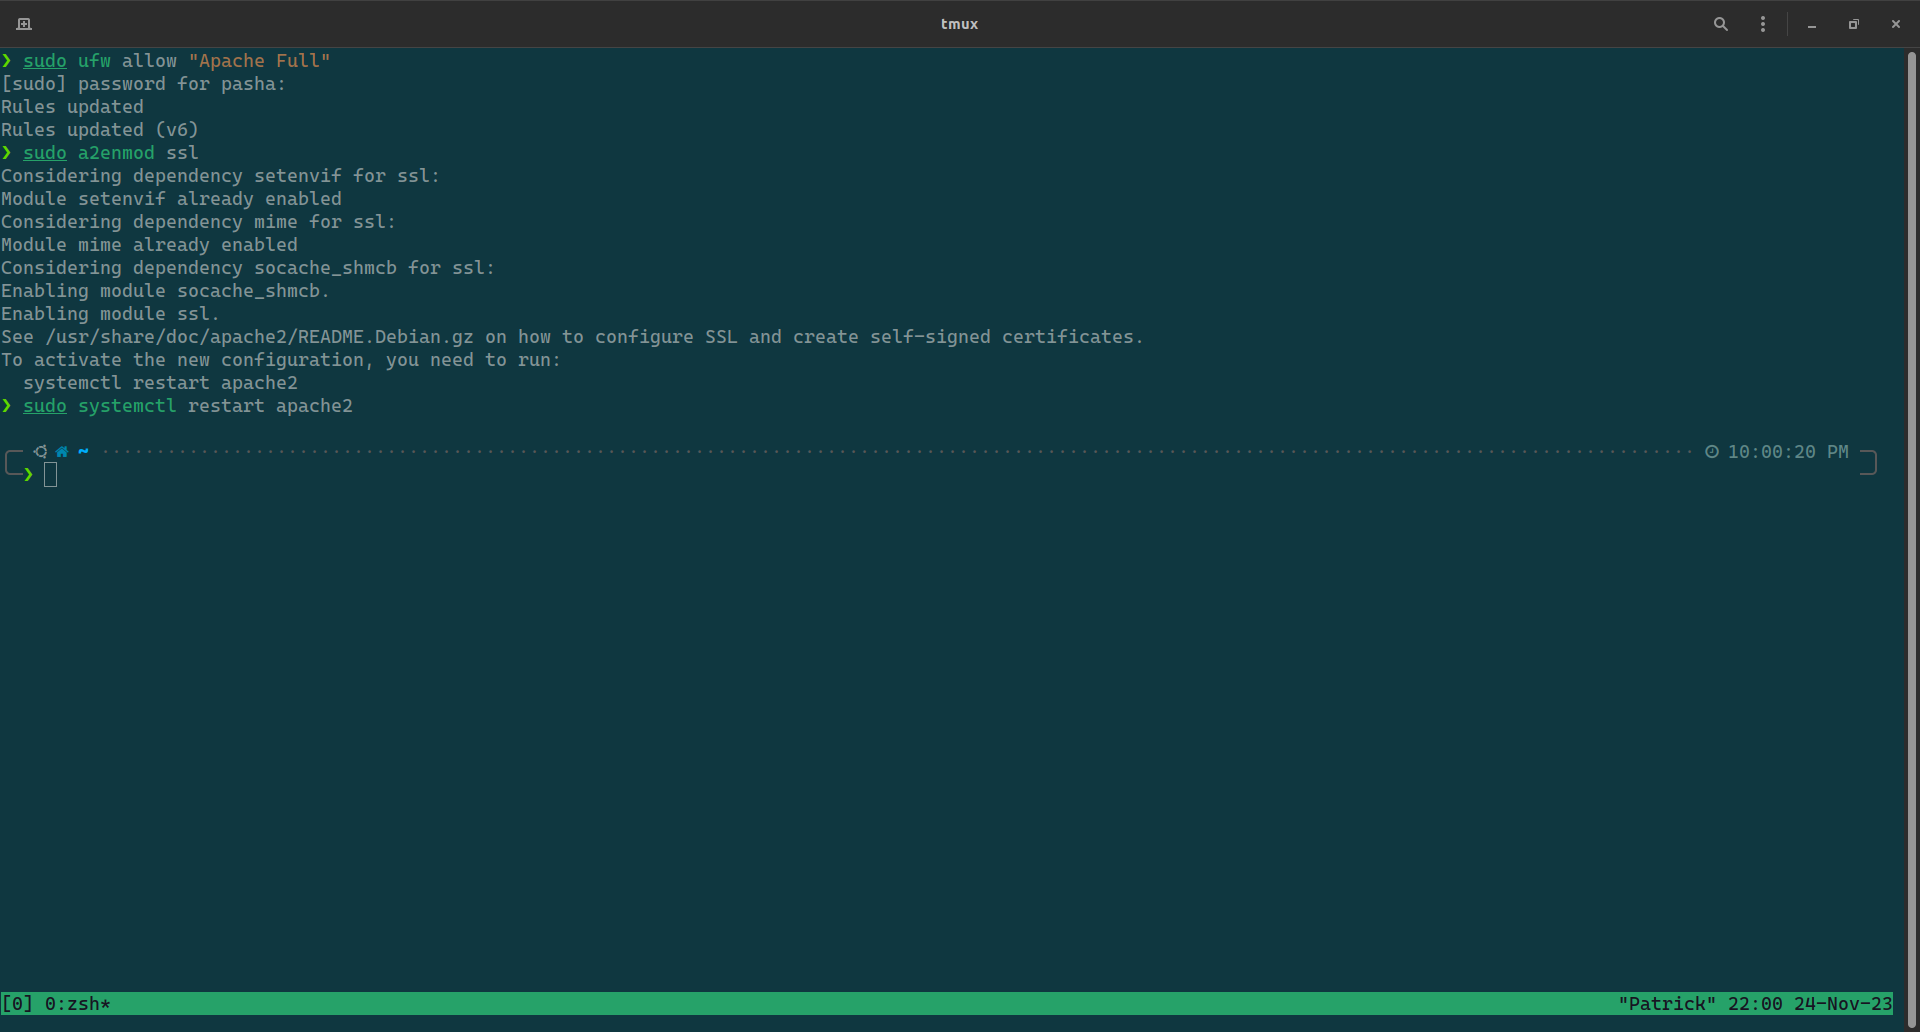 tmux
❯ sudo ufw allow "Apache Full"
[sudo] password for pasha:
Rules updated
Rules updated (v6)
❯ sudo a2enmod ssl
Considering dependency setenvif for ssl:
Module setenvif already enabled
Considering dependency mime for ssl:
Module mime already enabled
Considering dependency socache_shmcb for ssl:
Enabling module socache_shmcb.
Enabling module ssl.
See /usr/share/doc/apache2/README.Debian.gz on how to configure SSL and create self-signed certificates.
To activate the new configuration, you need to run:
  systemctl restart apache2
❯ sudo systemctl restart apache2
~ 10:00:20 PM
❯
[0] 0:zsh* "Patrick" 22:00 24-Nov-23